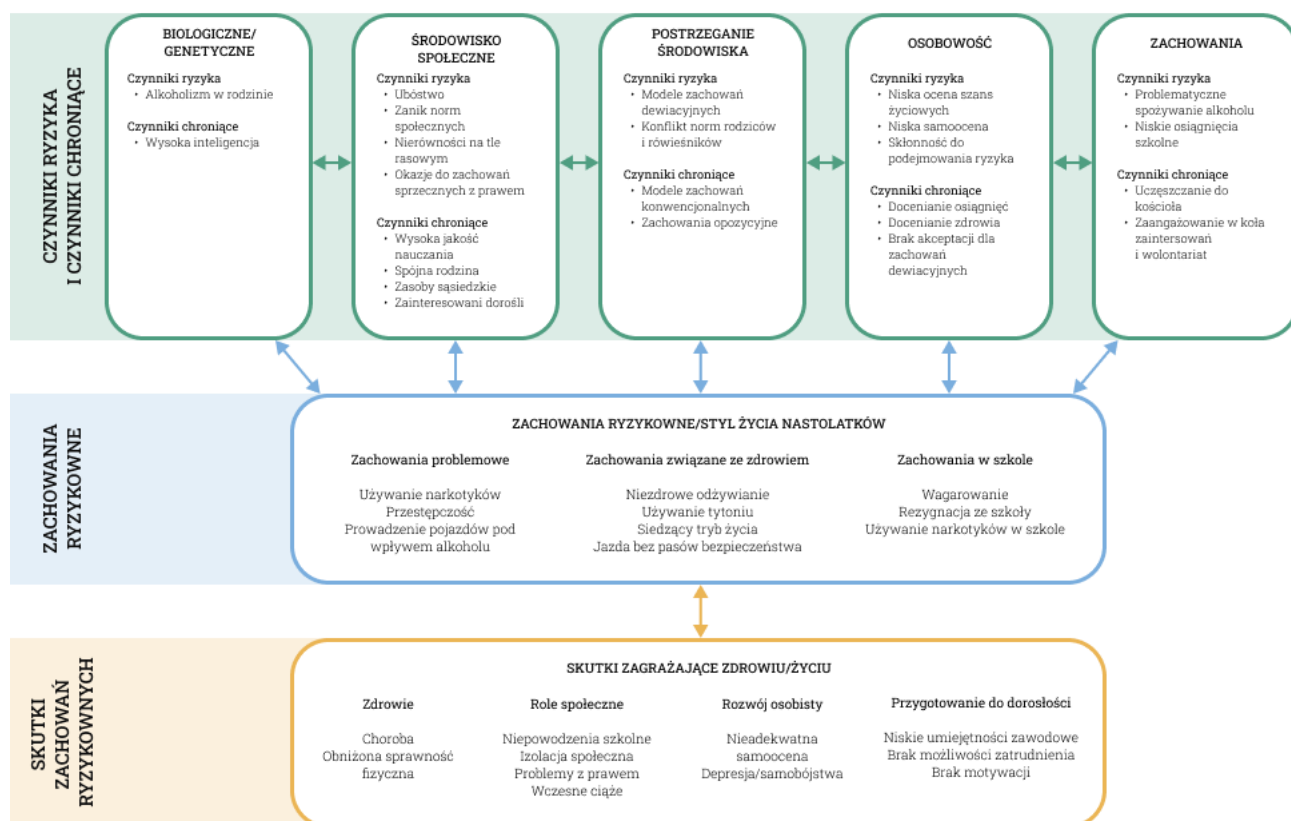 CZYNNIKI RYZYKA
I CZYNNIKI CHRONIĄCE
BIOLOGICZNE/
GENETYCZNE
Czynniki ryzyka
• Alkoholizm w rodzinie
Czynniki chroniące
• Wysoka inteligencja
ŚRODOWISKO
SPOŁECZNE
Czynniki ryzyka
• Ubóstwo
• Zanik norm
społecznych
• Nierówności na tle
rasowym
• Okazje do zachowań
sprzecznych z prawem
Czynniki chroniące
• Wysoka jakość
nauczania
• Spójna rodzina
• Zasoby sąsiedzkie
• Zainteresowani dorośli
POSTRZEGANIE
ŚRODOWISKA
Czynniki ryzyka
• Modele zachowań
dewiacyjnych
• Konflikt norm rodziców
i rówieśników
Czynniki chroniące
• Modele zachowań
konwencjonalnych
• Zachowania opozycyjne
OSOBOWOŚĆ
Czynniki ryzyka
• Niska ocena szans
życiowych
• Niska samoocena
• Skłonność do
podejmowania ryzyka
Czynniki chroniące
• Docenianie osiągnięć
• Docenianie zdrowia
• Brak akceptacji dla
zachowań
dewiacyjnych
ZACHOWANIA
Czynniki ryzyka
• Problematyczne
spożywanie alkoholu
• Niskie osiągnięcia
szkolne
Czynniki chroniące
• Uczęszczanie do
kościoła
• Zaangażowanie w koła
zaintersowań
i wolontariat
ZACHOWANIA
RYZYKOWNE
ZACHOWANIA RYZYKOWNE/STYL ŻYCIA NASTOLATKÓW
Zachowania problemowe
Używanie narkotyków
Przestępczość
Prowadzenie pojazdów pod
wpływem alkoholu
Zachowania związane ze zdrowiem
Niezdrowe odżywianie
Używanie tytoniu
Siedzący tryb życia
Jazda bez pasów bezpieczeństwa
Zachowania w szkole
Wagarowanie
Rezygnacja ze szkoły
Używanie narkotyków w szkole
SKUTKI
ZACHOWAŃ
RYZYKOWNYCH
SKUTKI ZAGRAŻAJĄCE ZDROWIU/ŻYCIU
Zdrowie
Choroba
Obniżona sprawność
fizyczna
Role społeczne
Niepowodzenia szkolne
Izolacja społeczna
Problemy z prawem
Wczesne ciąże
Rozwój osobisty
Nieadekwatna
samoocena
Depresja/samobójstwa
Przygotowanie do dorosłości
Niskie umiejętności zawodowe
Brak możliwości zatrudnienia
Brak motywacji